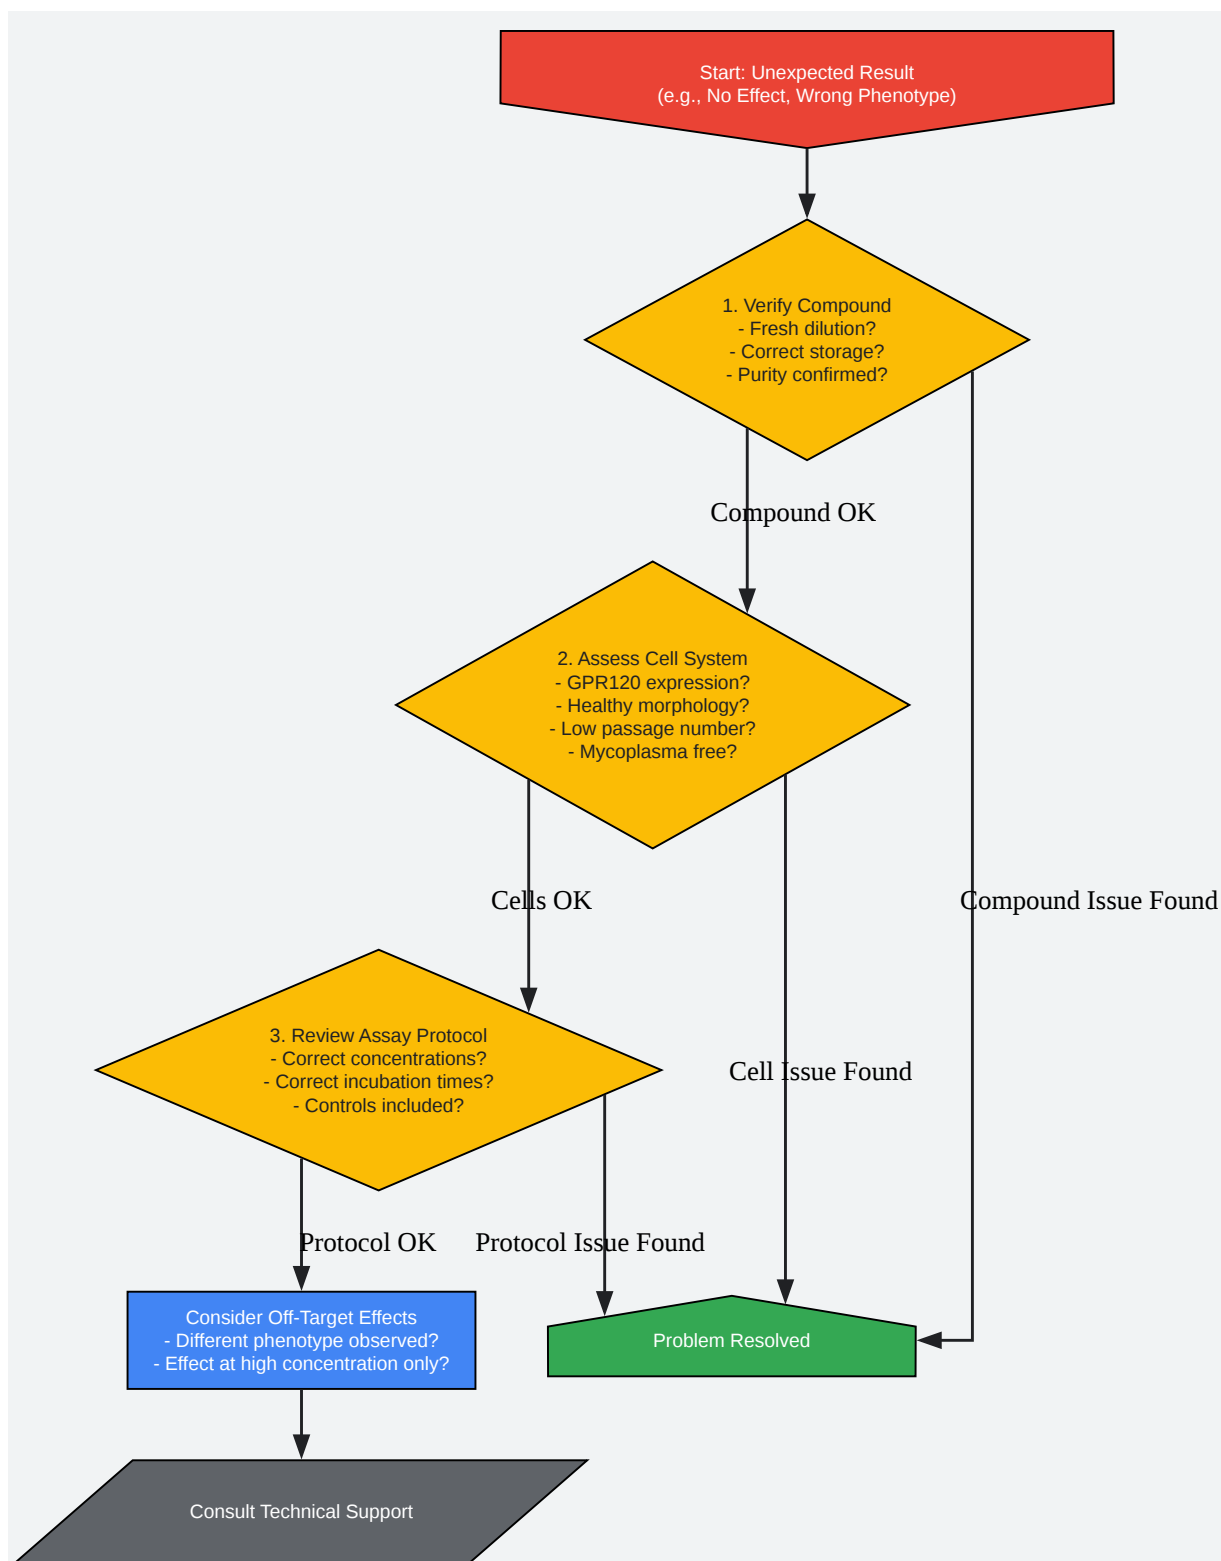 Start: Unexpected Result
(e.g., No Effect, Wrong Phenotype)
1. Verify Compound
- Fresh dilution?
- Correct storage?
- Purity confirmed?
Compound OK
2. Assess Cell System
- GPR120 expression?
- Healthy morphology?
- Low passage number?
- Mycoplasma free?
Cells OK
Compound Issue Found
3. Review Assay Protocol
- Correct concentrations?
- Correct incubation times?
- Controls included?
Cell Issue Found
Protocol OK
Protocol Issue Found
Consider Off-Target Effects
- Different phenotype observed?
- Effect at high concentration only?
Problem Resolved
Consult Technical Support